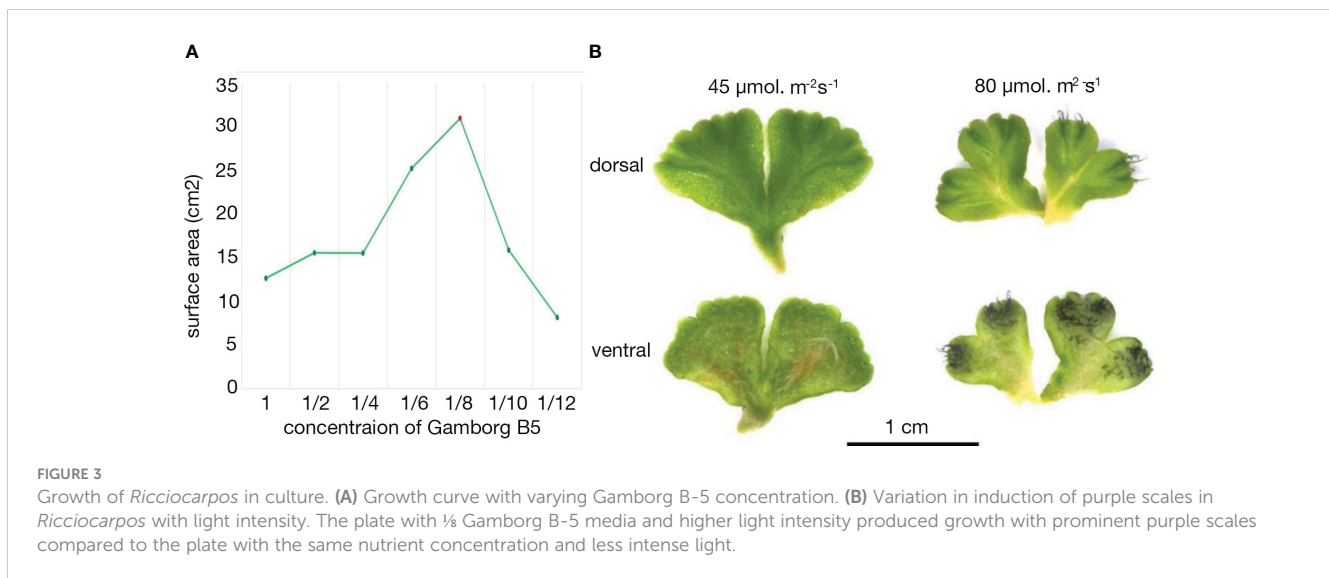 A
35
30
25
20
15
10
5
0
surface area (cm2)
1 1/2 1/4 1/6 1/8 1/10 1/12
concentraion of Gamborg B5
B
45 µmol. m-2s-1
80 µmol. m2-s1
dorsal
ventral
1 cm
FIGURE 3
Growth of Ricciocarpos in culture. (A) Growth curve with varying Gamborg B-5 concentration. (B) Variation in induction of purple scales in
Ricciocarpos with light intensity. The plate with ⅛ Gamborg B-5 media and higher light intensity produced growth with prominent purple scales
compared to the plate with the same nutrient concentration and less intense light.